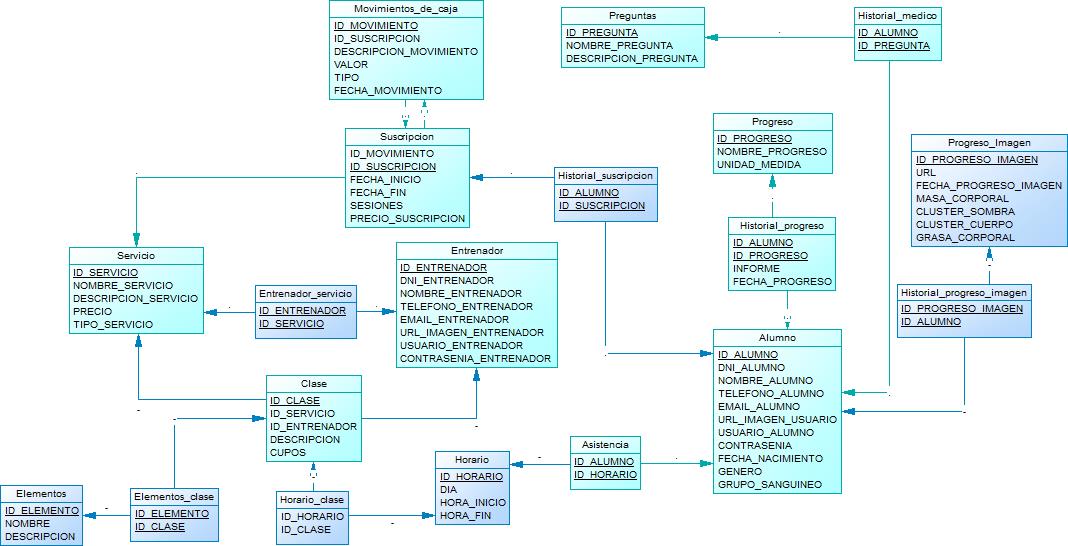 Movimientos_de_caja
ID_MOVIMIENTO
ID_SUSCRIPCION
DESCRIPCION_MOVIMIENTO
VALOR
TIPO
FECHA_MOVIMIENTO
Preguntas
ID_PREGUNTA
NOMBRE_PREGUNTA
DESCRIPCION_PREGUNTA
Historial_medico
ID_ALUMNO
ID_PREGUNTA
Suscripcion
ID_MOVIMIENTO
ID_SUSCRIPCION
FECHA_INICIO
FECHA_FIN
SESIONES
PRECIO_SUSCRIPCION
Historial_suscripcion
ID_ALUMNO
ID_SUSCRIPCION
Progreso
ID_PROGRESO
NOMBRE_PROGRESO
UNIDAD_MEDIDA
Progreso_Imagen
ID_PROGRESO_IMAGEN
URL
FECHA_PROGRESO_IMAGEN
MASA_CORPORAL
CLUSTER_SOMBRA
CLUSTER_CUERPO
GRASA_CORPORAL
Historial_progreso
ID_ALUMNO
ID_PROGRESO
INFORME
FECHA_PROGRESO
Servicio
ID_SERVICIO
NOMBRE_SERVICIO
DESCRIPCION_SERVICIO
PRECIO
TIPO_SERVICIO
Entrenador_servicio
ID_ENTRENADOR
ID_SERVICIO
Entrenador
ID_ENTRENADOR
DNI_ENTRENADOR
NOMBRE_ENTRENADOR
TELEFONO_ENTRENADOR
EMAIL_ENTRENADOR
URL_IMAGEN_ENTRENADOR
USUARIO_ENTRENADOR
CONTRASENIA_ENTRENADOR
Historial_progreso_imagen
ID_PROGRESO_IMAGEN
ID_ALUMNO
Alumno
ID_ALUMNO
DNI_ALUMNO
NOMBRE_ALUMNO
TELEFONO_ALUMNO
EMAIL_ALUMNO
URL_IMAGEN_USUARIO
USUARIO_ALUMNO
CONTRASENIA
FECHA_NACIMIENTO
GENERO
GRUPO_SANGUINEO
Clase
ID_CLASE
ID_SERVICIO
ID_ENTRENADOR
DESCRIPCION
CUPOS
Asistencia
ID_ALUMNO
ID_HORARIO
Horario
ID_HORARIO
DIA
HORA_INICIO
HORA_FIN
Elementos
ID_ELEMENTO
NOMBRE
DESCRIPCION
Elementos_clase
ID_ELEMENTO
ID_CLASE
Horario_clase
ID_HORARIO
ID_CLASE